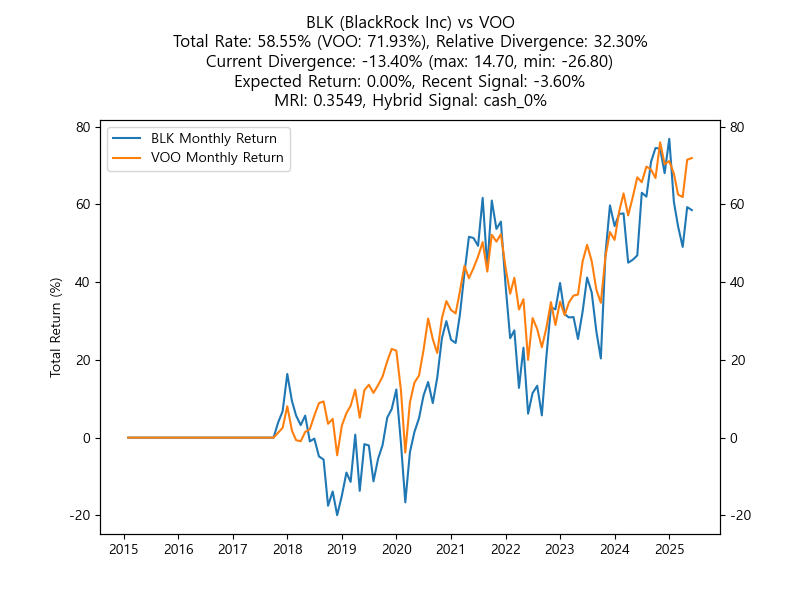 BLK (BlackRock Inc) vs VOO
Total Rate: 58.55% (VOO: 71.93%), Relative Divergence: 32.30%
Current Divergence: -13.40% (max: 14.70, min: -26.80)
Expected Return: 0.00%, Recent Signal: -3.60%
MRI: 0.3549, Hybrid Signal: cash_0%
BLK Monthly Return
VOO Monthly Return
Total Return (%)
80
60
40
20
0
-20
80
60
40
20
0
-20
2015 2016 2017 2018 2019 2020 2021 2022 2023 2024 2025